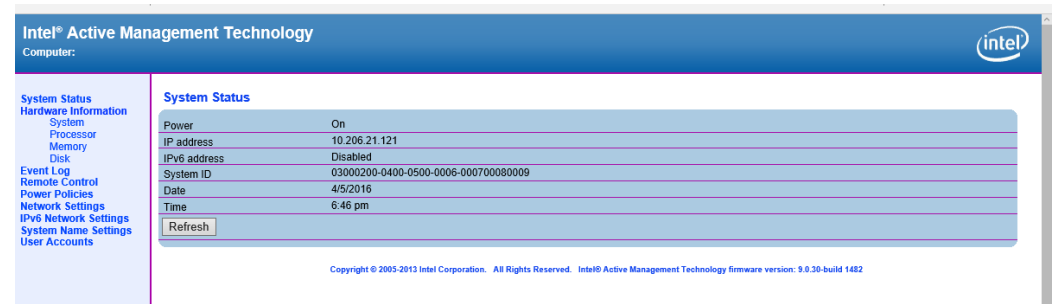 Intel® Active Management Technology
Computer:
intel
System Status
Hardware Information
System
Processor
Memory
Disk
Event Log
Remote Control
Power Policies
Network Settings
IPv6 Network Settings
System Name Settings
User Accounts
System Status
Power On
IP address 10.206.21.121
IPv6 address Disabled
System ID 03000200-0400-0500-0006-000700080009
Date 4/5/2016
Time 6:46 pm
Refresh
Copyright © 2005-2013 Intel Corporation. All Rights Reserved. Intel® Active Management Technology firmware version: 9.0.30-build 1482